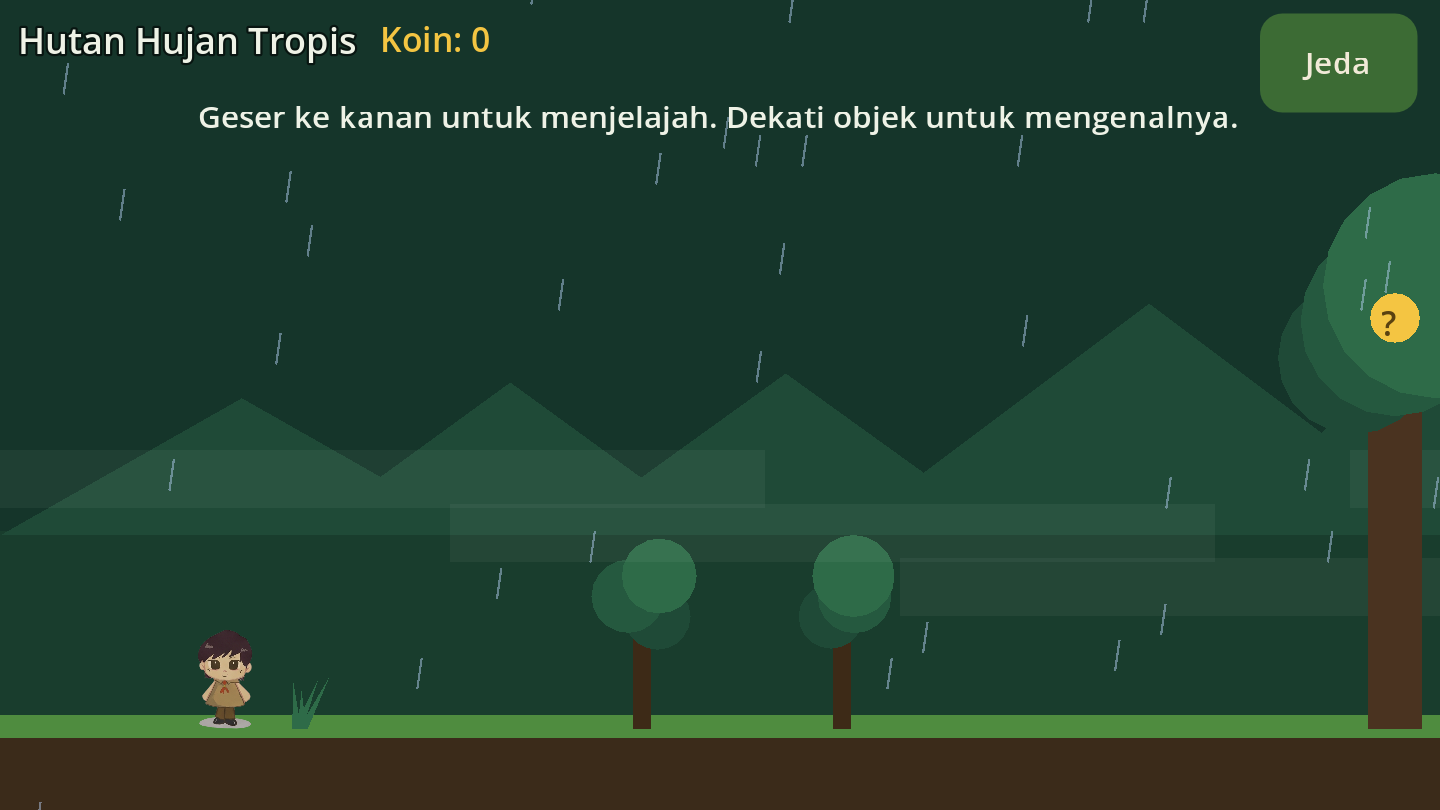 Hutan Hujan Tropis Koin: 0
Jeda
Geser ke kanan untuk menjelajah. Dekati objek untuk mengenalnya.
?